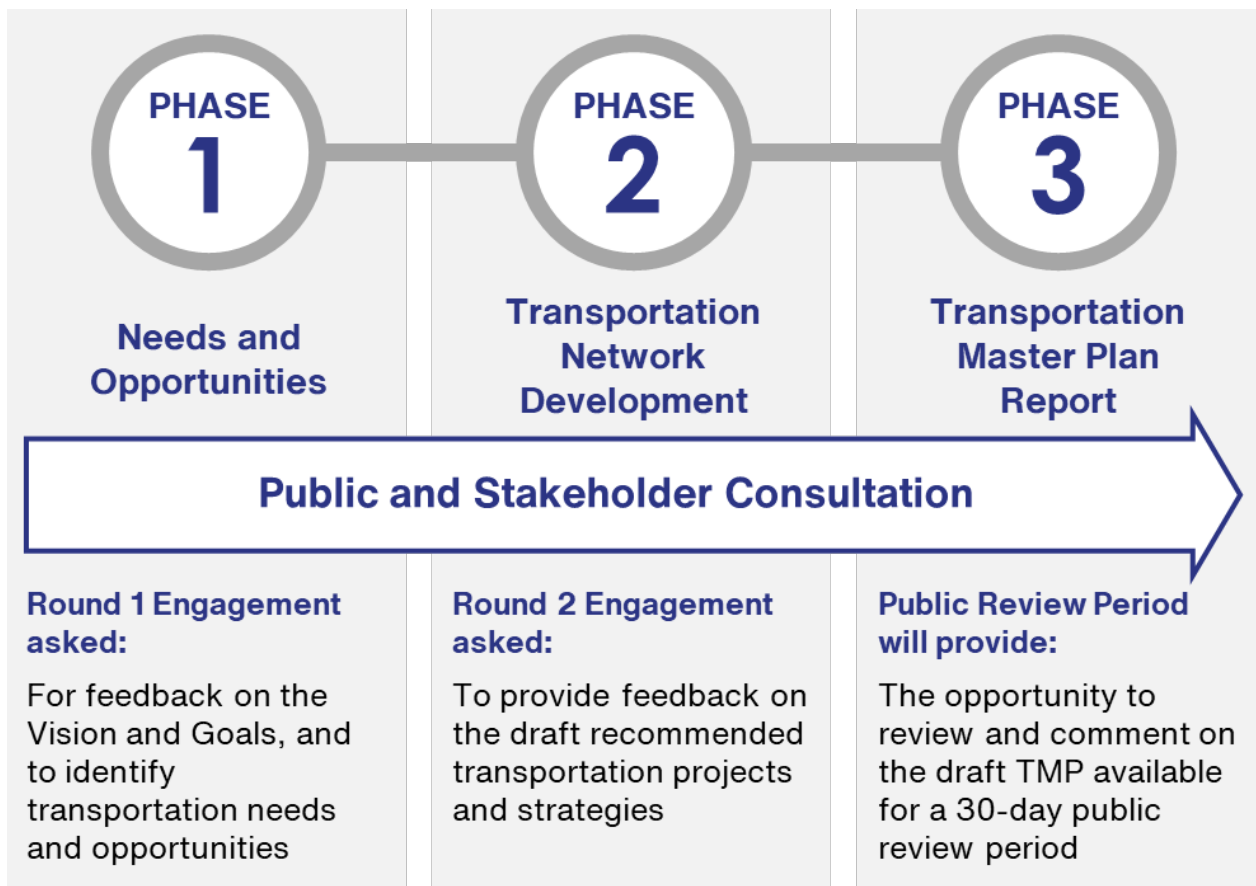 PHASE
1
Needs and
Opportunities
PHASE
2
Transportation
Network
Development
PHASE
3
Transportation
Master Plan
Report
Public and Stakeholder Consultation
Round 1 Engagement
asked:
For feedback on the
Vision and Goals, and
to identify
transportation needs
and opportunities
Round 2 Engagement
asked:
To provide feedback on
the draft recommended
transportation projects
and strategies
Public Review Period
will provide:
The opportunity to
review and comment on
the draft TMP available
for a 30-day public
review period